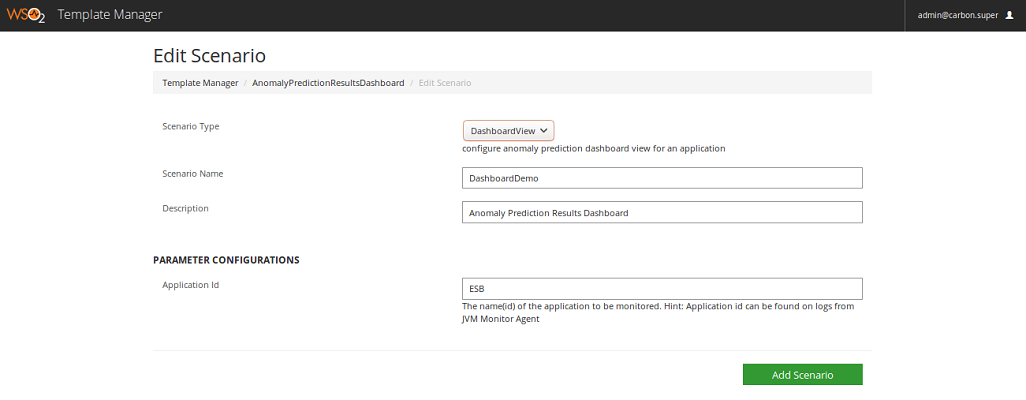 WSO2 Template Manager admin@carbon.super
Edit Scenario
Template Manager / AnomalyPredictionResultsDashboard / Edit Scenario
Scenario Type DashboardView
configure anomaly prediction dashboard view for an application
Scenario Name DashboardDemo
Description Anomaly Prediction Results Dashboard
PARAMETER CONFIGURATIONS
Application Id ESB
The name(id) of the application to be monitored. Hint: Application id can be found on logs from
JVM Monitor Agent
Add Scenario